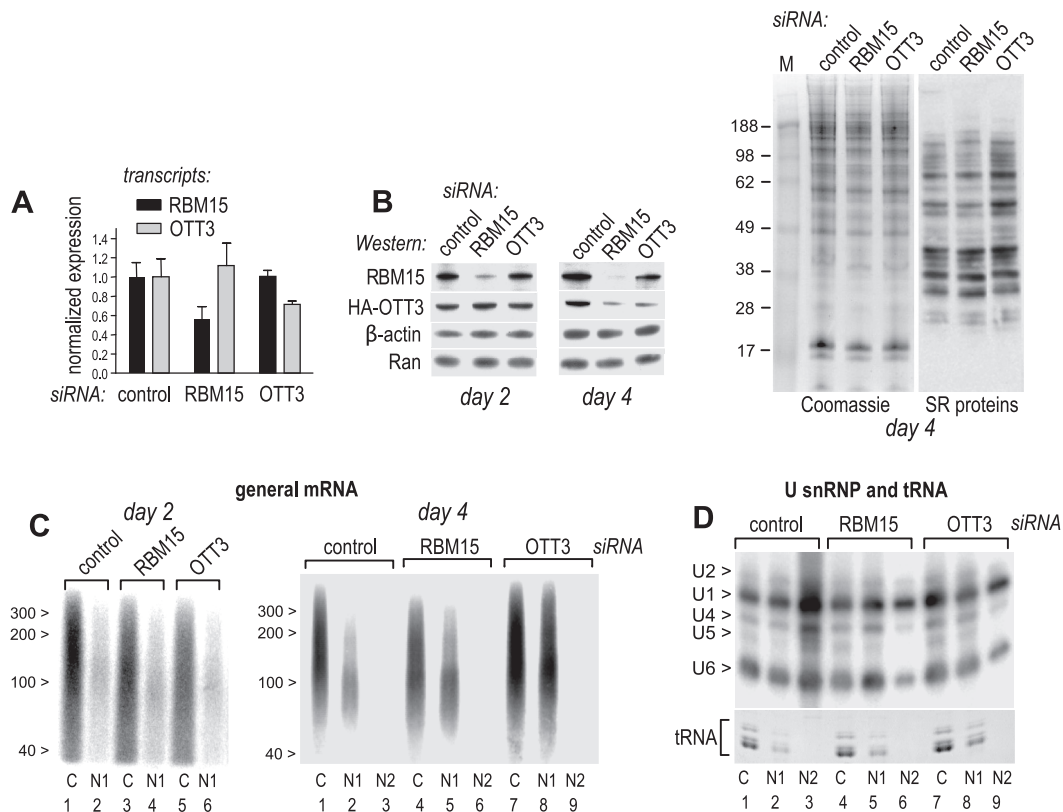 A
transcripts:
RBM15
OTT3
normalized expression
1.4
1.2
1.0
0.8
0.6
0.4
0.2
0.0
siRNA: control RBM15 OTT3
B
siRNA:
Western: control RBM15 OTT3 control RBM15 OTT3
RBM15
HA-OTT3
β-actin
Ran
day 2 day 4
siRNA:
M control RBM15 OTT3 control RBM15 OTT3
188
98
62
49
38
28
17
Coomassie SR proteins
day 4
general mRNA
C
day 2 day 4
control RBM15 OTT3
control RBM15 OTT3 siRNA
300 >
200 >
100 >
40 >
300 >
200 >
100 >
40 >
C N1 C N1 C N1
1 2 3 4 5 6
C N1 N2 C N1 N2 C N1 N2
1 2 3 4 5 6 7 8 9
U snRNP and tRNA
D
control RBM15 OTT3 siRNA
U2 >
U1 >
U4 >
U5 >
U6 >
tRNA
C N1 N2 C N1 N2 C N1 N2
1 2 3 4 5 6 7 8 9